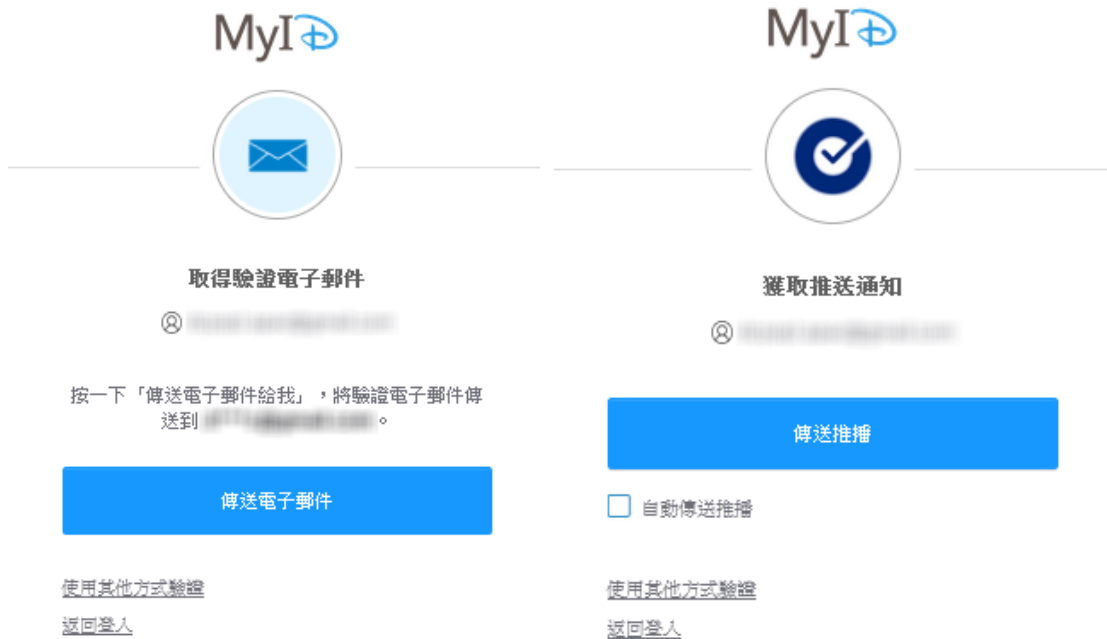 MyID
取得驗證電子郵件
按一下「傳送電子郵件給我」，將驗證電子郵件傳
送到 。
傳送電子郵件
使用其他方式驗證
返回登入
MyID
獲取推送通知
傳送推播
自動傳送推播
使用其他方式驗證
返回登入